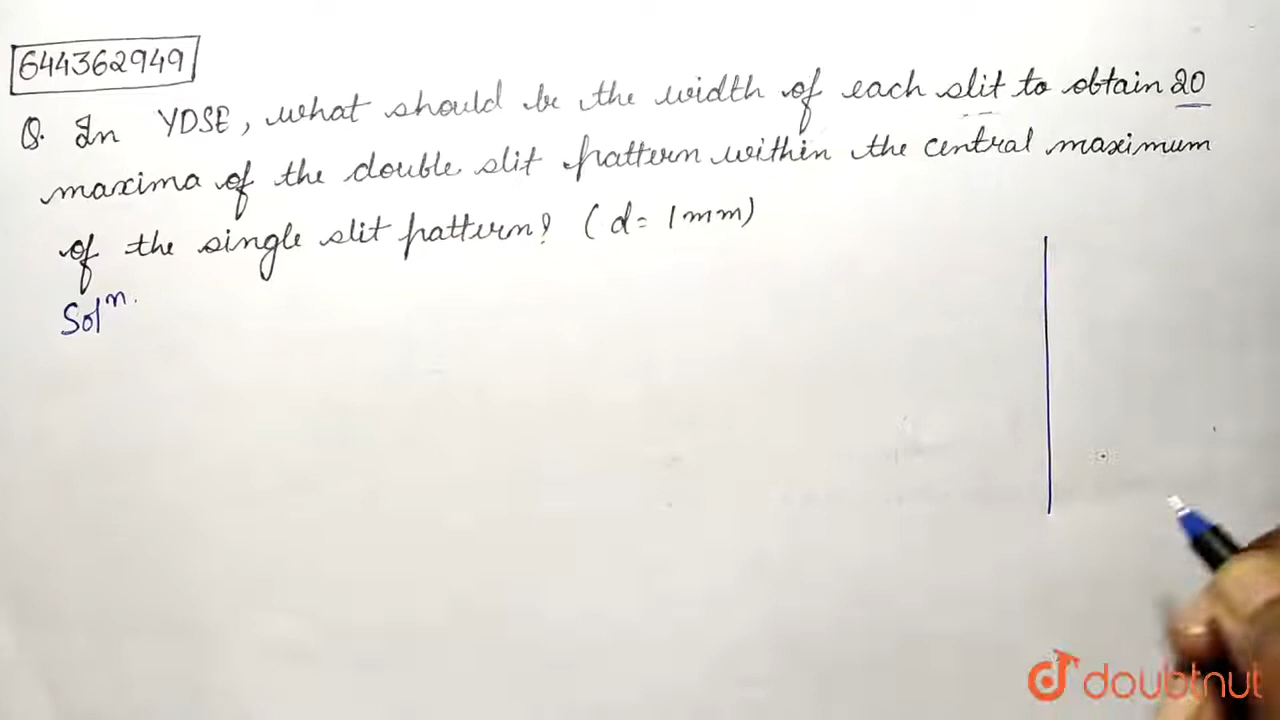 644362949
Q. In YDSE, what should be the width of each slit to obtain 20
maxima of the double slit pattern within the central maximum
of the single slit pattern? (d = 1mm)
Solⁿ.
doubtnut